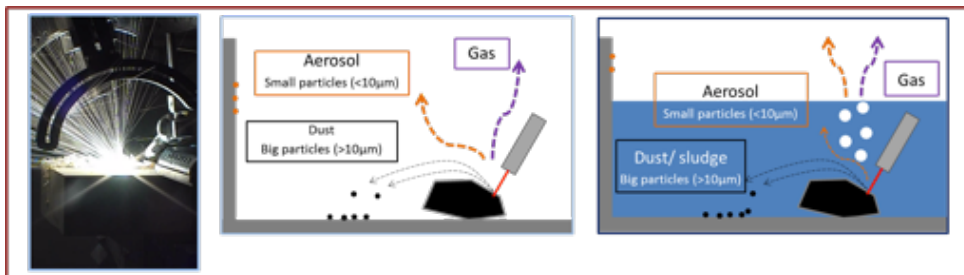 Aerosol
Small particles (<10µm)
Gas
Dust
Big particles (>10µm)
Aerosol
Small particles (<10µm)
Gas
Dust/ sludge
Big particles (>10µm)